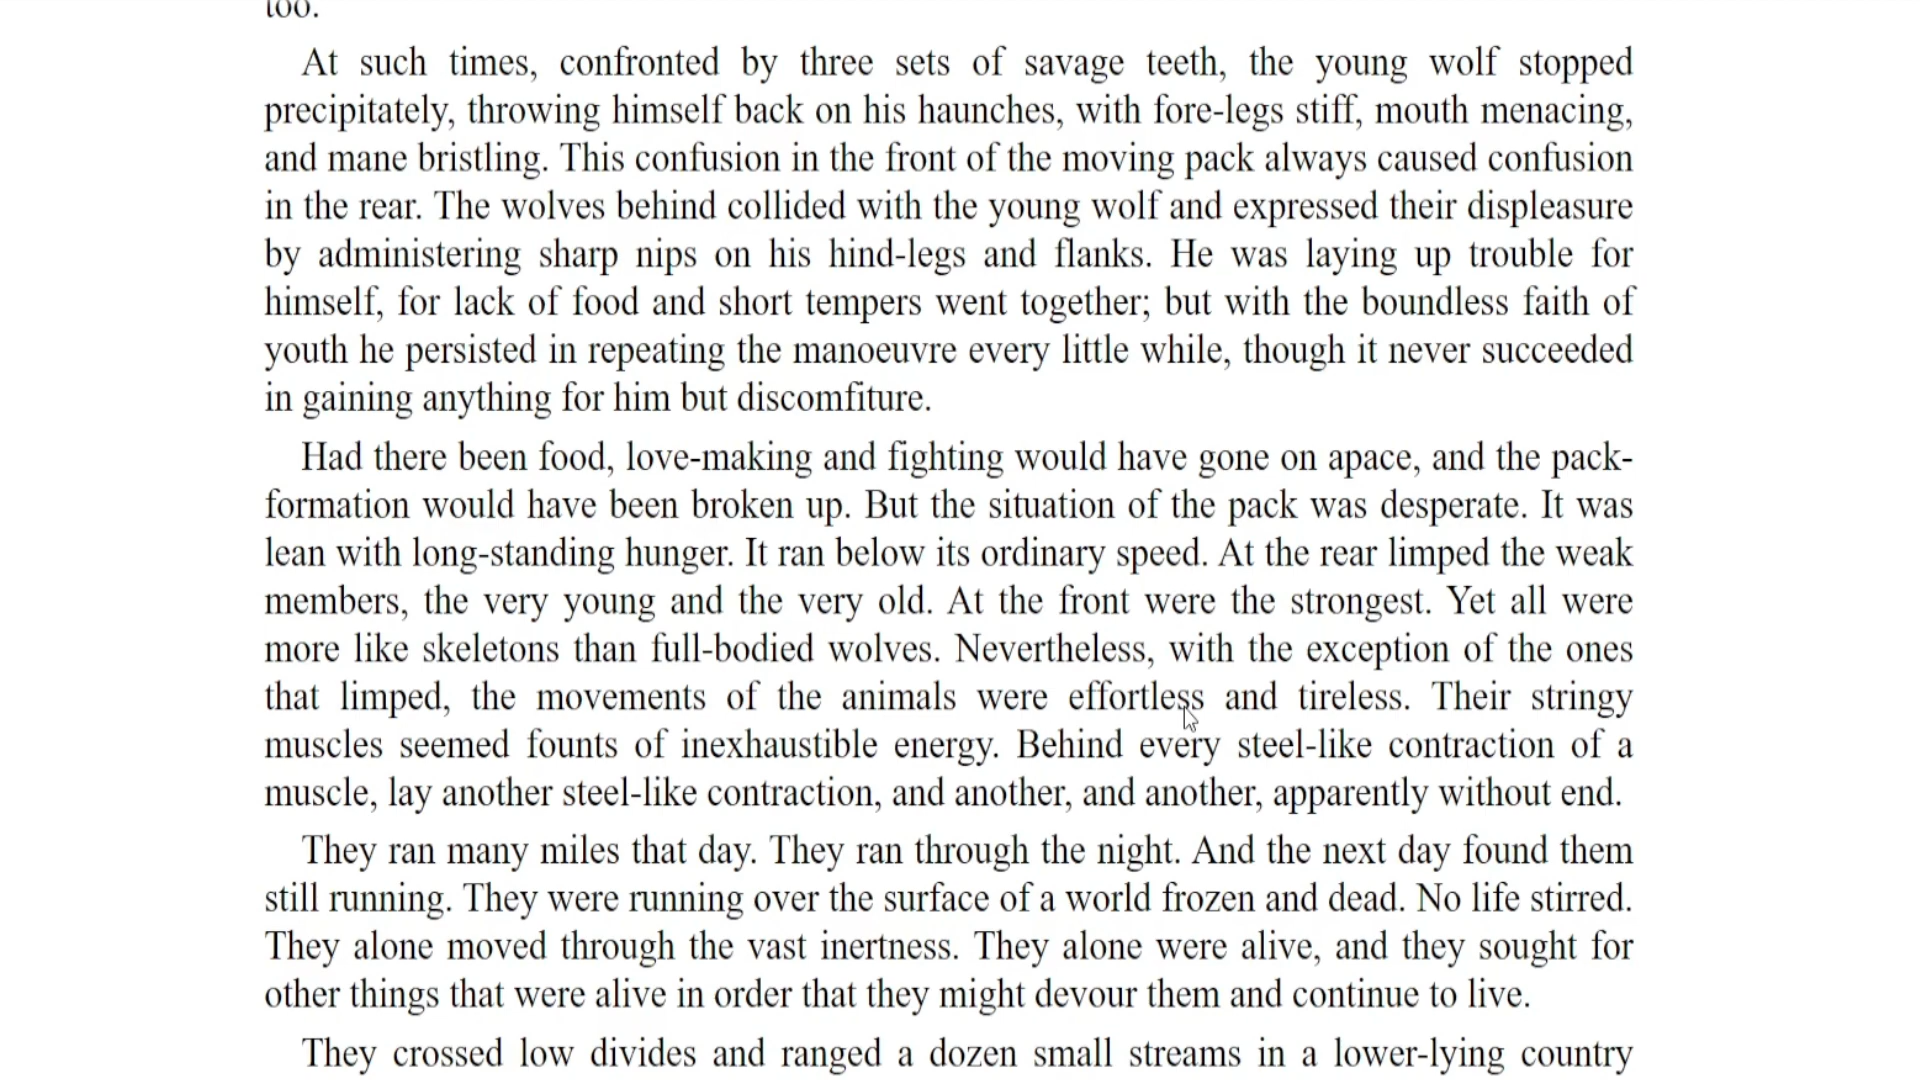 too.
At such times, confronted by three sets of savage teeth, the young wolf stopped
precipitately, throwing himself back on his haunches, with fore-legs stiff, mouth menacing,
and mane bristling. This confusion in the front of the moving pack always caused confusion
in the rear. The wolves behind collided with the young wolf and expressed their displeasure
by administering sharp nips on his hind-legs and flanks. He was laying up trouble for
himself, for lack of food and short tempers went together; but with the boundless faith of
youth he persisted in repeating the manoeuvre every little while, though it never succeeded
in gaining anything for him but discomfiture.
Had there been food, love-making and fighting would have gone on apace, and the pack-
formation would have been broken up. But the situation of the pack was desperate. It was
lean with long-standing hunger. It ran below its ordinary speed. At the rear limped the weak
members, the very young and the very old. At the front were the strongest. Yet all were
more like skeletons than full-bodied wolves. Nevertheless, with the exception of the ones
that limped, the movements of the animals were effortless and tireless. Their stringy
muscles seemed founts of inexhaustible energy. Behind every steel-like contraction of a
muscle, lay another steel-like contraction, and another, and another, apparently without end.
They ran many miles that day. They ran through the night. And the next day found them
still running. They were running over the surface of a world frozen and dead. No life stirred.
They alone moved through the vast inertness. They alone were alive, and they sought for
other things that were alive in order that they might devour them and continue to live.
They crossed low divides and ranged a dozen small streams in a lower-lying country